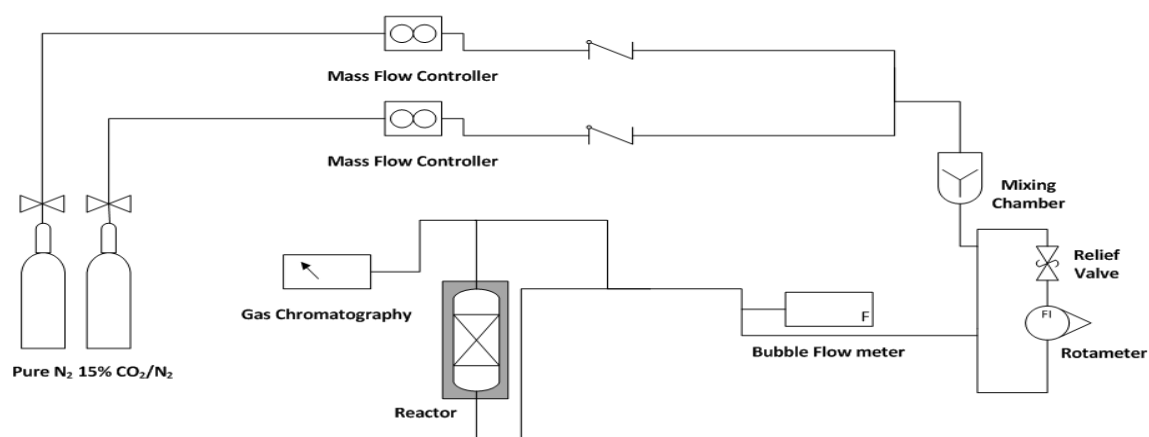 Mass Flow Controller
Mass Flow Controller
Mixing
Chamber
Relief
Valve
Gas Chromatography
F
FI
Bubble Flow meter
Rotameter
Pure N₂ 15% CO₂/N₂
Reactor